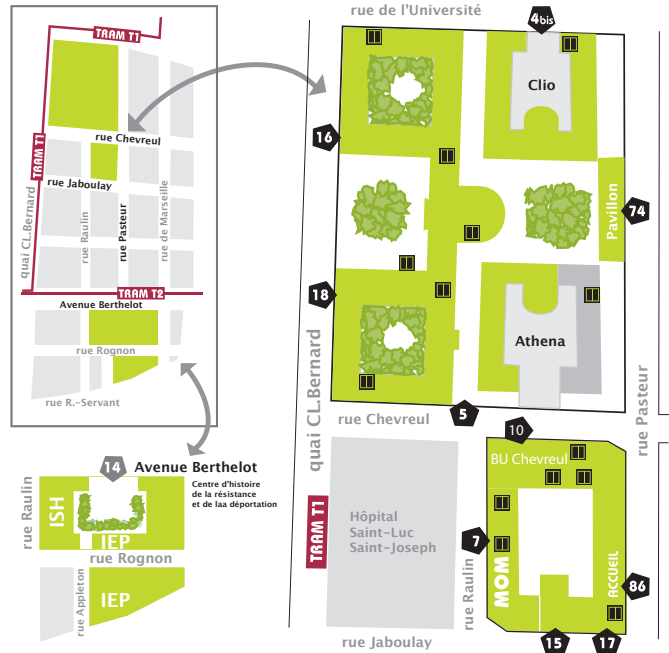 TRAM T1
rue Chevreul
TRAM T1
rue Jaboulay
quai CL.Bernard
rue Raulin
rue Pasteur
rue de Marseille
TRAM T2
Avenue Berthelot
rue Rognon
rue R.-Servant
14 Avenue Berthelot
Centre d'histoire
de la résistance
et de laa déportation
rue Raulin
ISH
IEP
rue Rognon
rue Appleton
IEP
rue de l'Université
4bis
Clio
16
Pavillon
74
18
Athena
quai CL.Bernard
rue Pasteur
rue Chevreul
5
10
BU Chevreul
TRAM T1
Hôpital
Saint-Luc
Saint-Joseph
7
MOM
ACCUEIL
86
rue Raulin
rue Jaboulay
15
17